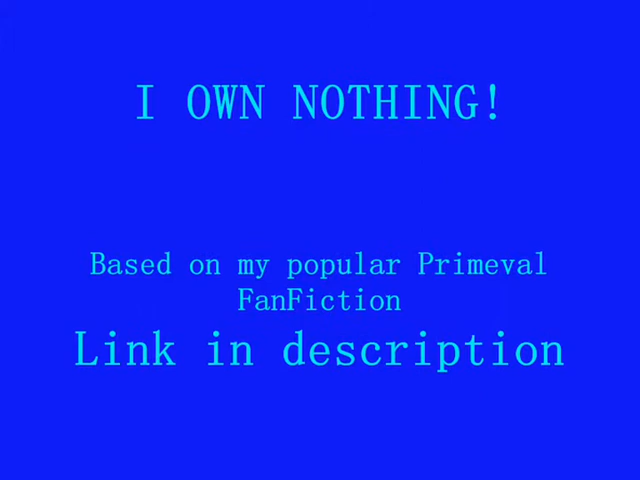 I OWN NOTHING!
Based on my popular Primeval
FanFiction
Link in description